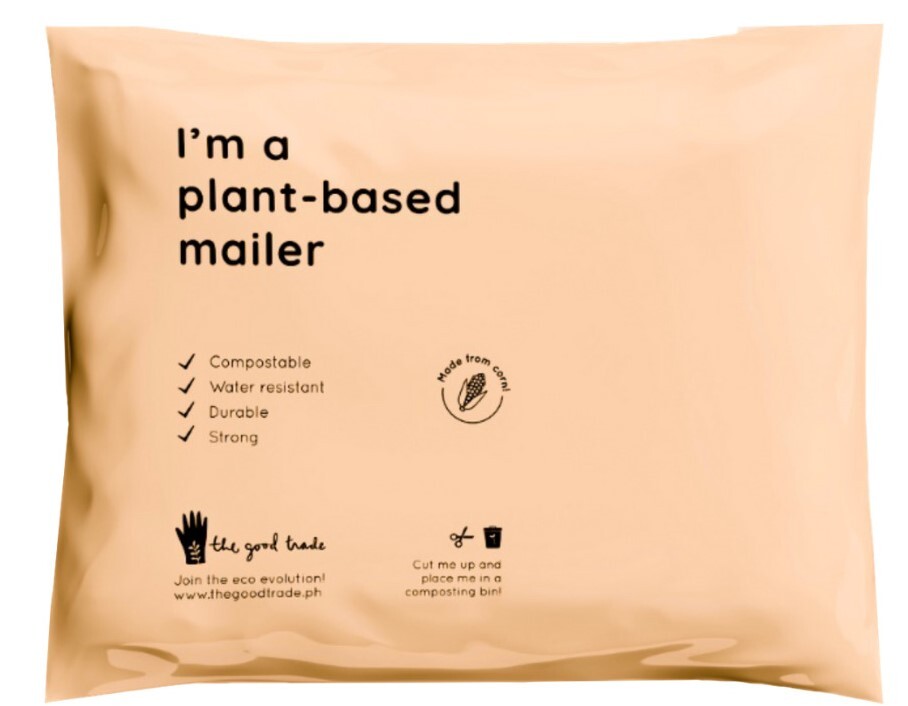 I'm a
plant-based
mailer
Compostable
Water resistant
Durable
Strong
Made from corn!
the good trade
Join the eco evolution!
www.thegoodtrade.ph
Cut me up and
place me in a
composting bin!